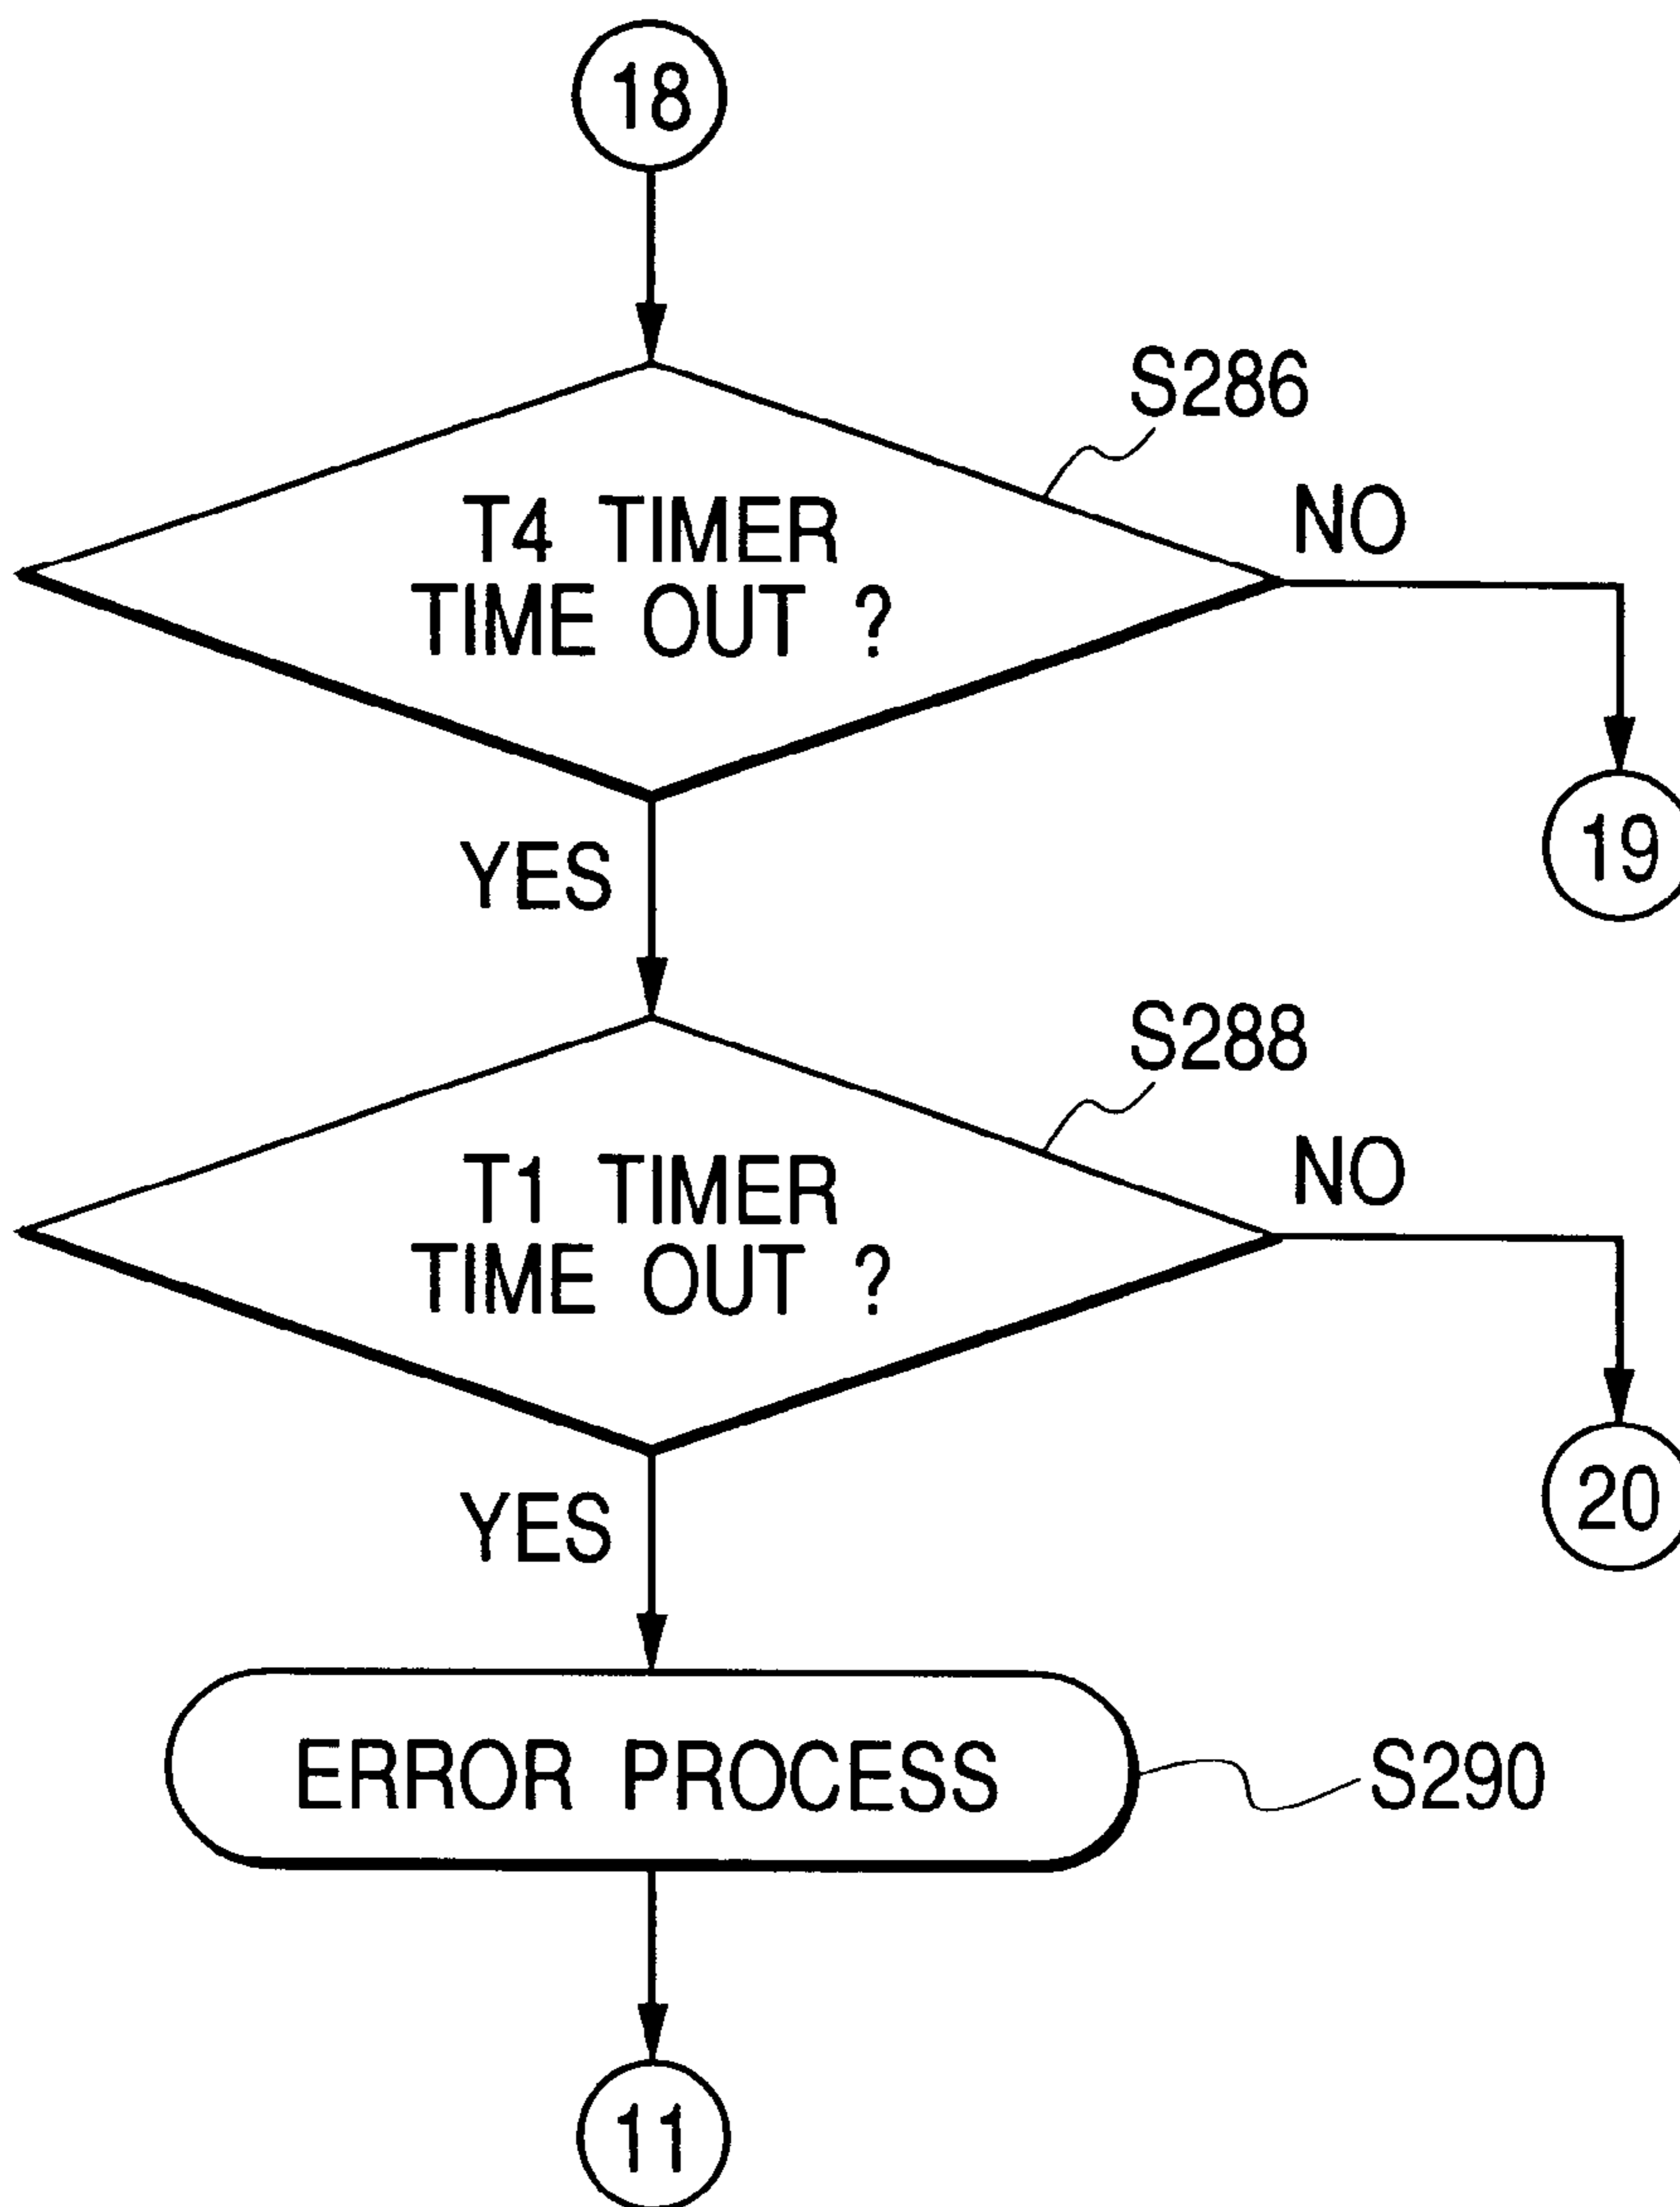 18
S286
T4 TIMER
TIME OUT ?
NO
19
YES
S288
T1 TIMER
TIME OUT ?
NO
20
YES
ERROR PROCESS
S290
11